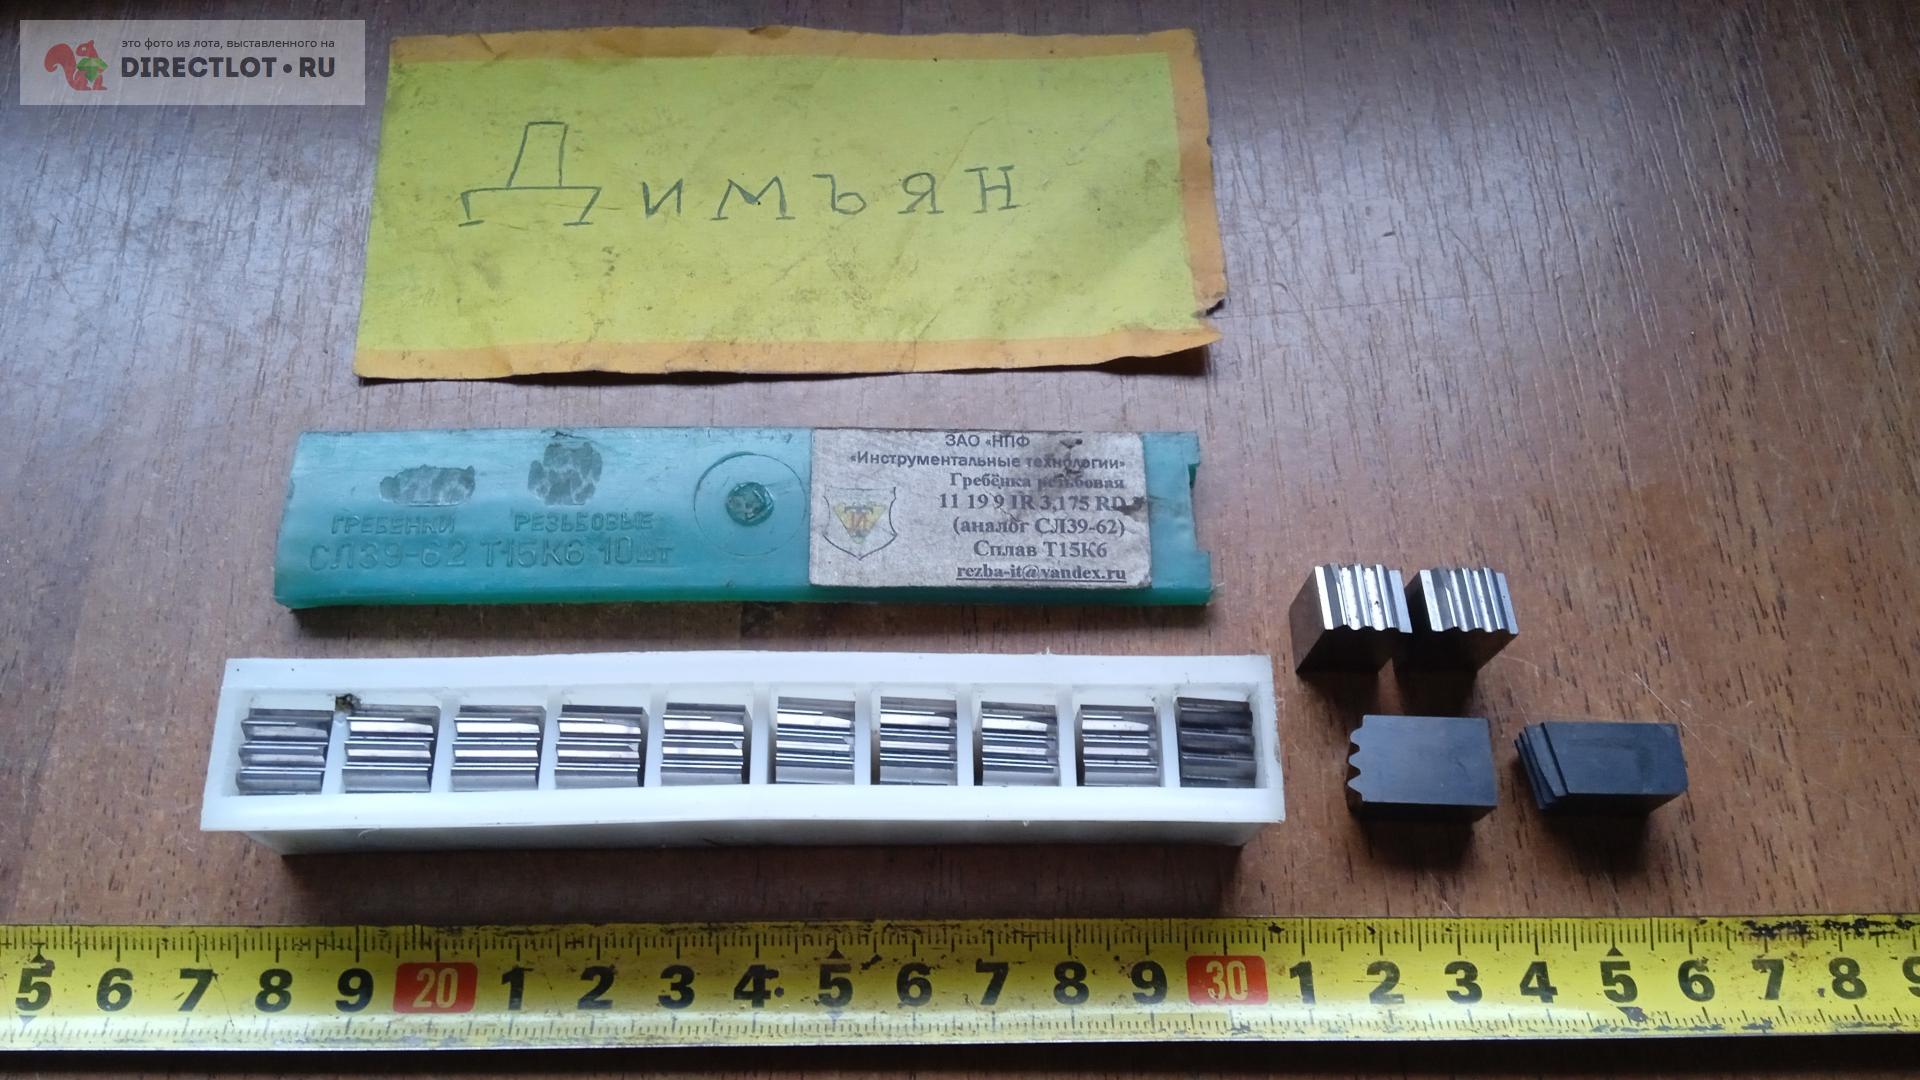 это фото из лота, выставленного на
DIRECTLOT.RU
Димъян
ГРЕБЕНКИ РЕЗЬБОВЫЕ
СЛ39-62 Т15К6 10шт
ЗАО «НПФ
«Инструментальные технологии»
Гребёнка резьбовая
11 19 9 IR 3,175 RD
(аналог СЛ39-62)
Сплав Т15К6
rezba-it@yandex.ru
5 6 7 8 9 20 1 2 3 4 5 6 7 8 9 30 1 2 3 4 5 6 7 8 9